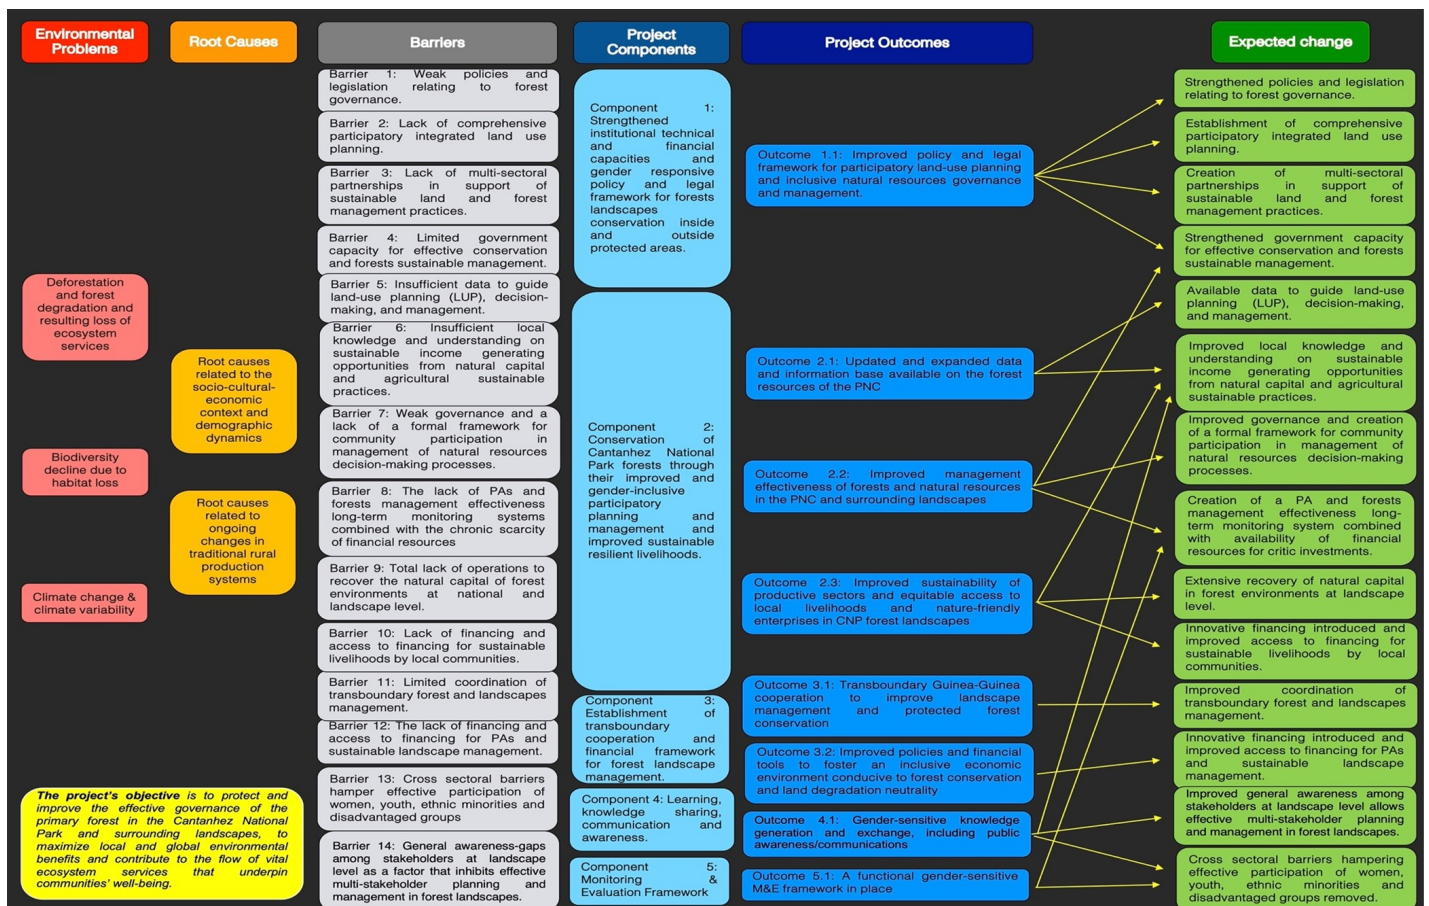 Environmental
Problems
Root Causes
Barriers
Project
Components
Project Outcomes
Expected change
Deforestation
and forest
degradation and
resulting loss of
ecosystem
services
Biodiversity
decline due to
habitat loss
Climate change &
climate variability
Root causes
related to the
socio-cultural-
economic
context and
demographic
dynamics
Root causes
related to
ongoing
changes in
traditional rural
production
systems
The project's objective is to protect and
improve the effective governance of the
primary forest in the Cantanhez National
Park and surrounding landscapes, to
maximize local and global environmental
benefits and contribute to the flow of vital
ecosystem services that underpin
communities' well-being.
Barrier 1: Weak policies and
legislation relating to forest
governance.
Barrier 2: Lack of comprehensive
participatory integrated land use
planning.
Barrier 3: Lack of multi-sectoral
partnerships in support of
sustainable land and forest
management practices.
Barrier 4: Limited government
capacity for effective conservation
and forests sustainable management.
Barrier 5: Insufficient data to guide
land-use planning (LUP), decision-
making, and management.
Barrier 6: Insufficient local
knowledge and understanding on
sustainable income generating
opportunities from natural capital
and agricultural sustainable
practices.
Barrier 7: Weak governance and a
lack of a formal framework for
community participation in
management of natural resources
decision-making processes.
Barrier 8: The lack of PAs and
forests management effectiveness
long-term monitoring systems
combined with the chronic scarcity
of financial resources
Barrier 9: Total lack of operations to
recover the natural capital of forest
environments at national and
landscape level.
Barrier 10: Lack of financing and
access to financing for sustainable
livelihoods by local communities.
Barrier 11: Limited coordination of
transboundary forest and landscapes
management.
Barrier 12: The lack of financing and
access to financing for PAs and
sustainable landscape management.
Barrier 13: Cross sectoral barriers
hamper effective participation of
women, youth, ethnic minorities and
disadvantaged groups
Barrier 14: General awareness-gaps
among stakeholders at landscape
level as a factor that inhibits effective
multi-stakeholder planning and
management in forest landscapes.
Component 1:
Strengthened
institutional technical
and financial
capacities and
gender responsive
policy and legal
framework for forests
landscapes
conservation inside
and outside
protected areas.
Component 2:
Conservation of
Cantanhez National
Park forests through
their improved and
gender-inclusive
participatory
planning and
management and
improved sustainable
resilient livelihoods.
Component 3:
Establishment of
transboundary
cooperation and
financial framework
for forest landscape
management.
Component 4: Learning,
knowledge sharing,
communication and
awareness.
Component 5:
Monitoring &
Evaluation Framework
Outcome 1.1: Improved policy and legal
framework for participatory land-use planning
and inclusive natural resources governance
and management.
Outcome 2.1: Updated and expanded data
and information base available on the forest
resources of the PNC
Outcome 2.2: Improved management
effectiveness of forests and natural resources
in the PNC and surrounding landscapes
Outcome 2.3: Improved sustainability of
productive sectors and equitable access to
local livelihoods and nature-friendly
enterprises in CNP forest landscapes
Outcome 3.1: Transboundary Guinea-Guinea
cooperation to improve landscape
management and protected forest
conservation
Outcome 3.2: Improved policies and financial
tools to foster an inclusive economic
environment conducive to forest conservation
and land degradation neutrality
Outcome 4.1: Gender-sensitive knowledge
generation and exchange, including public
awareness/communications
Outcome 5.1: A functional gender-sensitive
M&E framework in place
Strengthened policies and legislation
relating to forest governance.
Establishment of comprehensive
participatory integrated land use
planning.
Creation of multi-sectoral
partnerships in support of
sustainable land and forest
management practices.
Strengthened government capacity
for effective conservation and forests
sustainable management.
Available data to guide land-use
planning (LUP), decision-making,
and management.
Improved local knowledge and
understanding on sustainable
income generating opportunities
from natural capital and agricultural
sustainable practices.
Improved governance and creation
of a formal framework for community
participation in management of
natural resources decision-making
processes.
Creation of a PA and forests
management effectiveness long-
term monitoring system combined
with availability of financial
resources for critic investments.
Extensive recovery of natural capital
in forest environments at landscape
level.
Innovative financing introduced and
improved access to financing for
sustainable livelihoods by local
communities.
Improved coordination of
transboundary forest and landscapes
management.
Innovative financing introduced and
improved access to financing for PAs
and sustainable landscape
management.
Improved general awareness among
stakeholders at landscape level allows
effective multi-stakeholder planning
and management in forest landscapes.
Cross sectoral barriers hampering
effective participation of women,
youth, ethnic minorities and
disadvantaged groups removed.